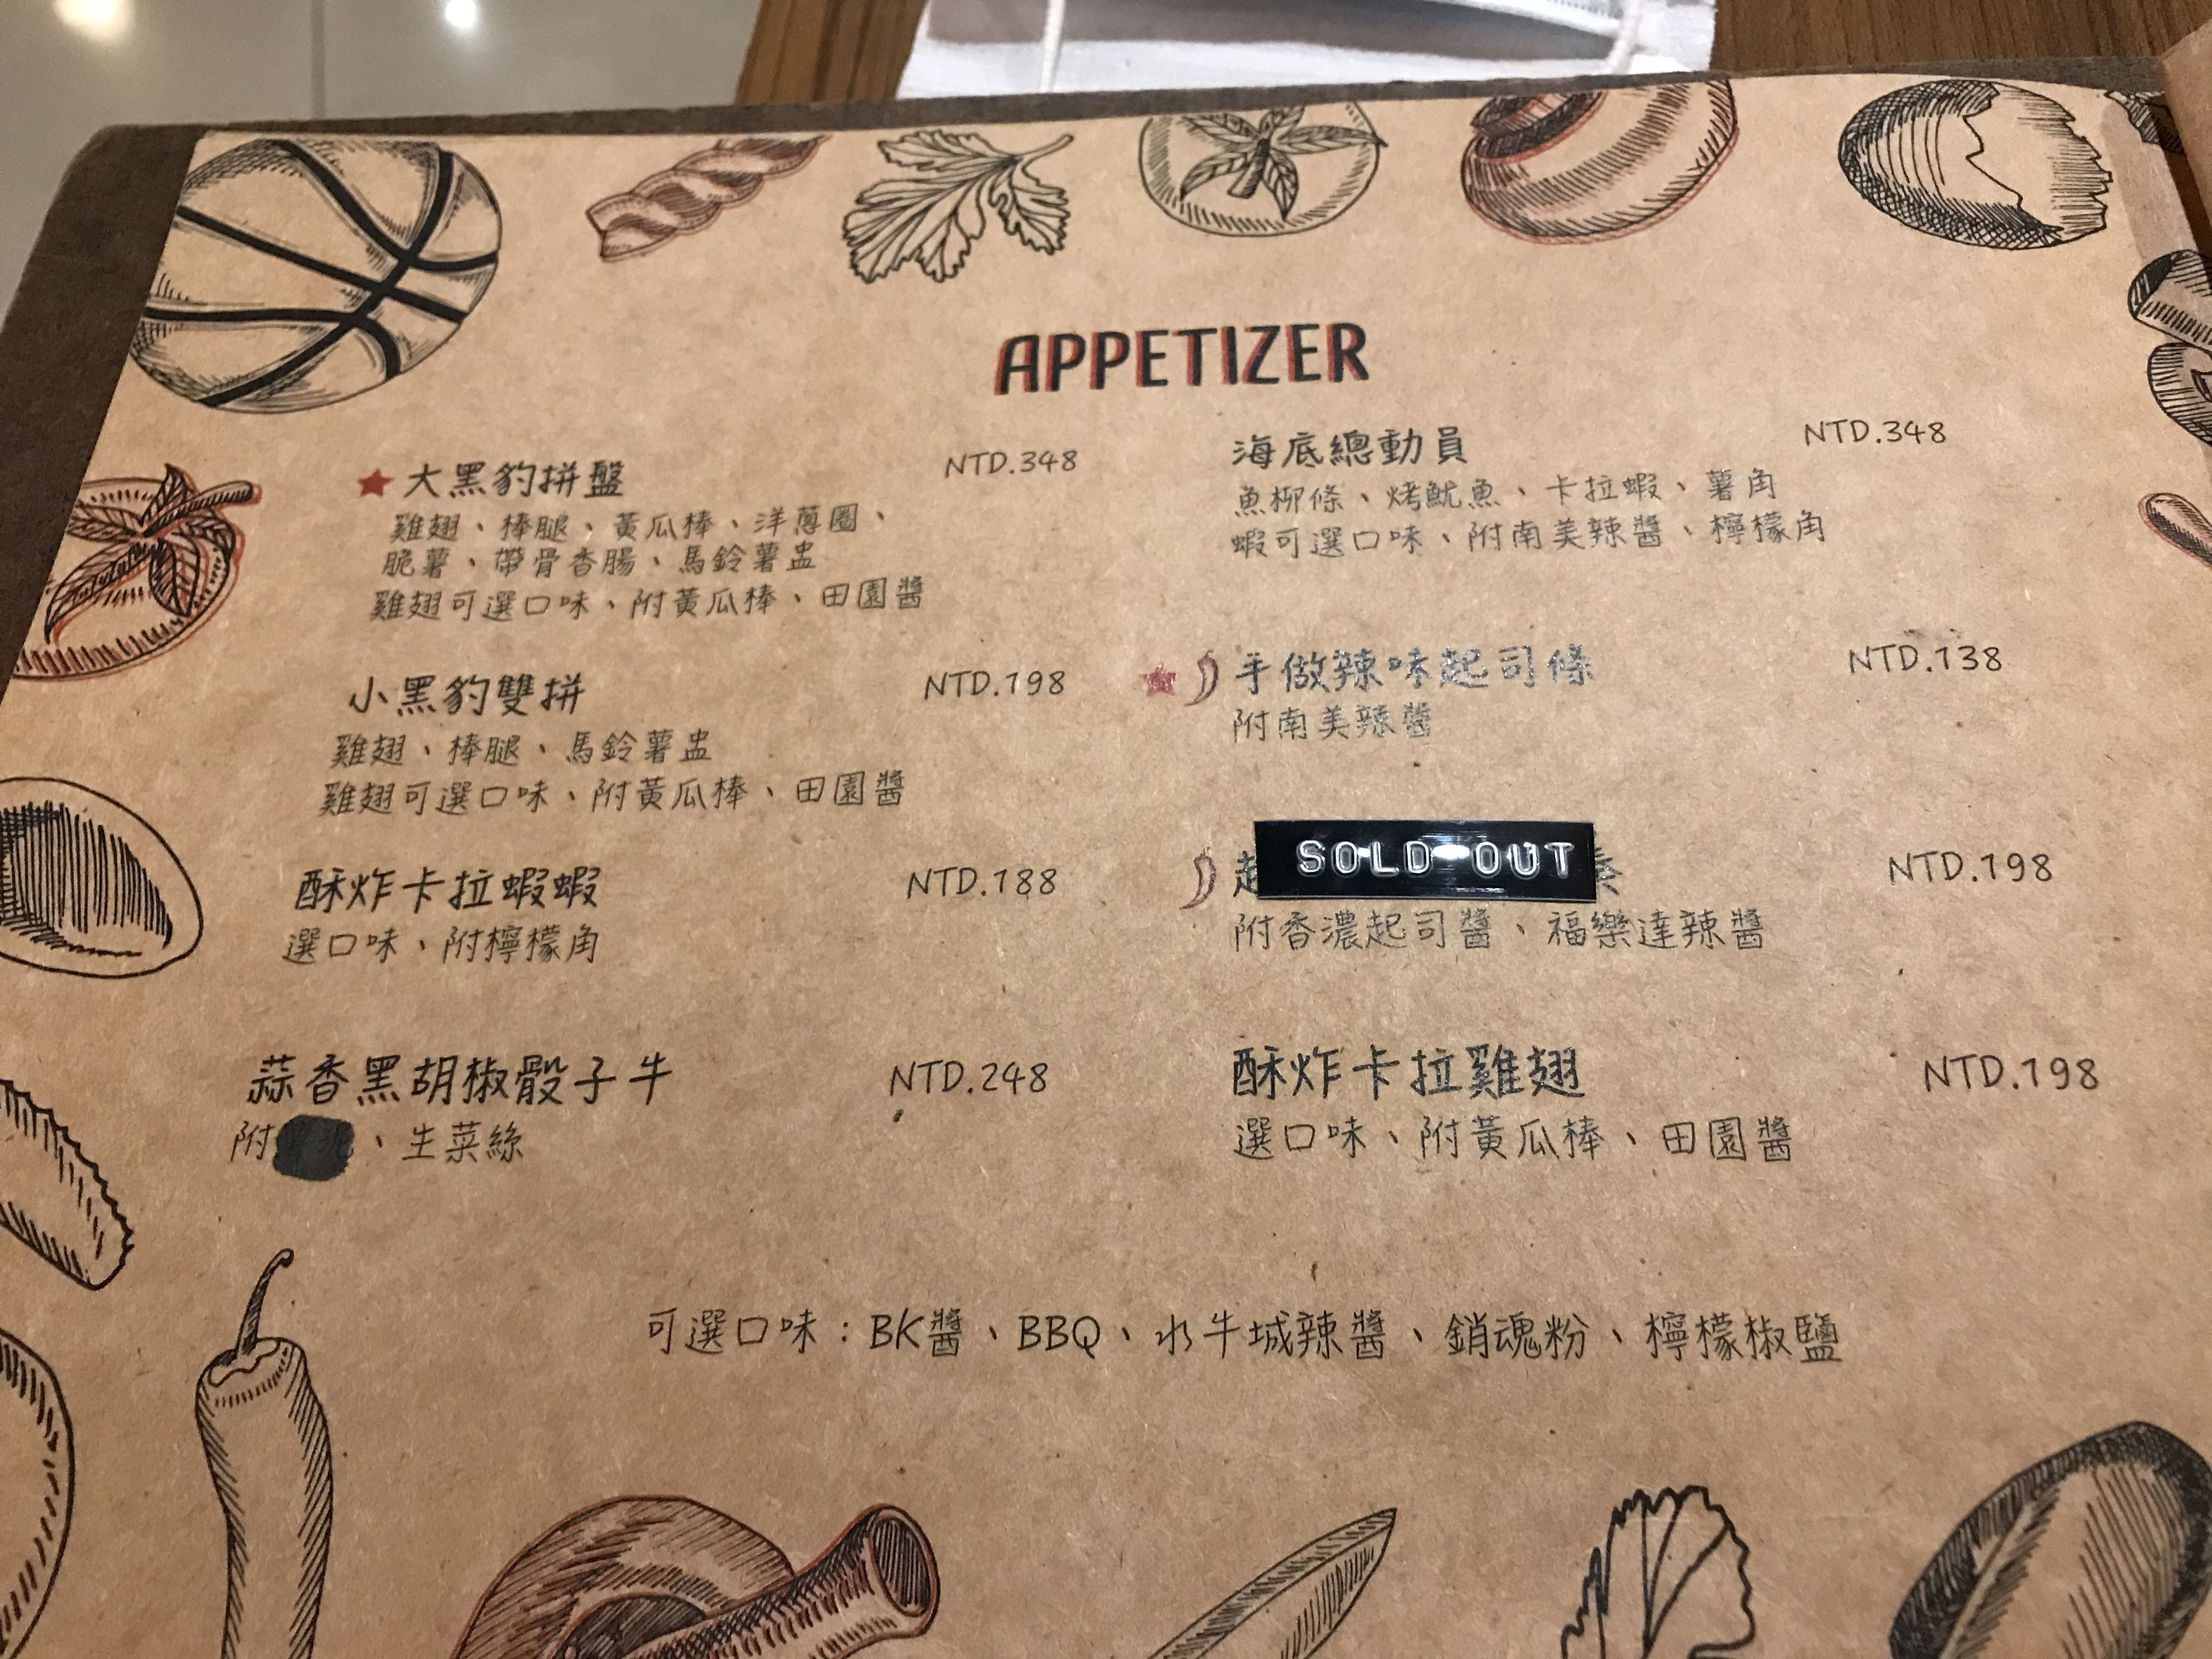 APPETIZER
大黑豹拼盤 NTD.348
雞翅、棒腿、黃瓜棒、洋蔥圈、
脆薯、帶骨香腸、馬鈴薯盅
雞翅可選口味、附黃瓜棒、田園醬
小黑豹雙拼 NTD.198
雞翅、棒腿、馬鈴薯盅
雞翅可選口味、附黃瓜棒、田園醬
酥炸卡拉蝦蝦 NTD.188
選口味、附檸檬角
蒜香黑胡椒骰子牛 NTD.248
附、生菜絲
海底總動員 NTD.348
魚柳條、烤魷魚、卡拉蝦、薯角
蝦可選口味、附南美辣醬、檸檬角
手做辣味起司條 NTD.138
附南美辣醬
SOLD OUT NTD.198
附香濃起司醬、福樂達辣醬
酥炸卡拉雞翅 NTD.198
選口味、附黃瓜棒、田園醬
可選口味：BK醬、BBQ、水牛城辣醬、銷魂粉、檸檬椒鹽